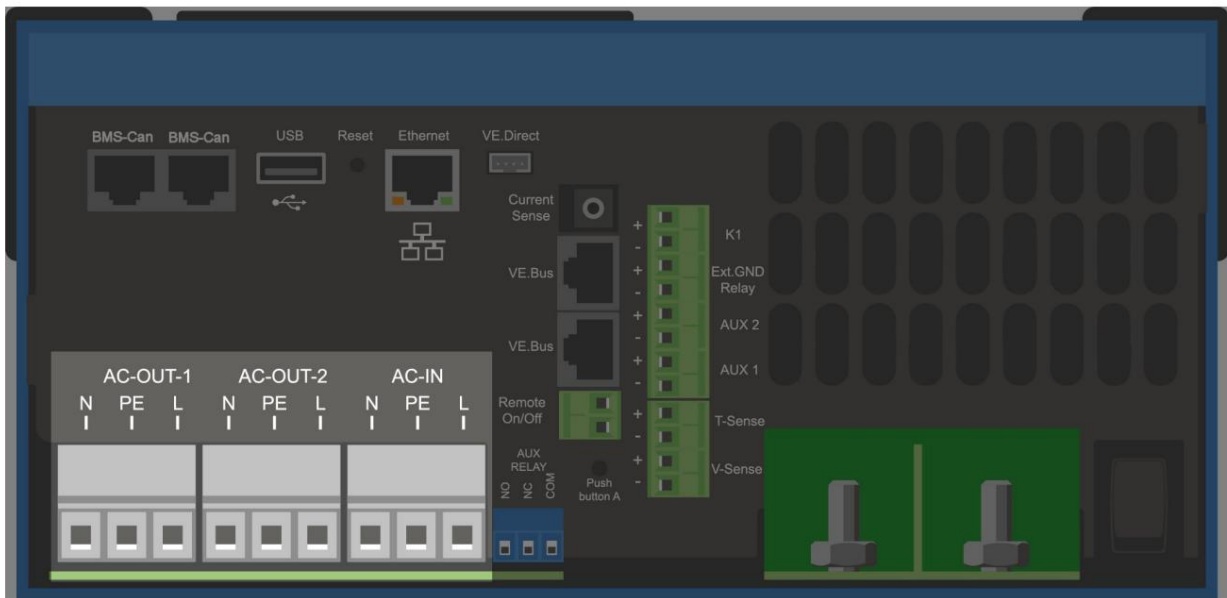 BMS-Can BMS-Can USB Reset Ethernet VE.Direct
Current
Sense
+
K1
-
VE.Bus
+
Ext.GND
-
Relay
+
AUX 2
-
VE.Bus
+
AUX 1
-
AC-OUT-1 AC-OUT-2 AC-IN
N PE L N PE L N PE L
Remote
On/Off
+
T-Sense
-
AUX
RELAY
+
V-Sense
-
NO NC COM
Push
button A